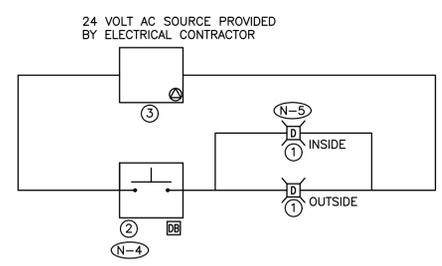 24 VOLT AC SOURCE PROVIDED
BY ELECTRICAL CONTRACTOR
3
N-5
D
1 INSIDE
D
1 OUTSIDE
2 DB
N-4